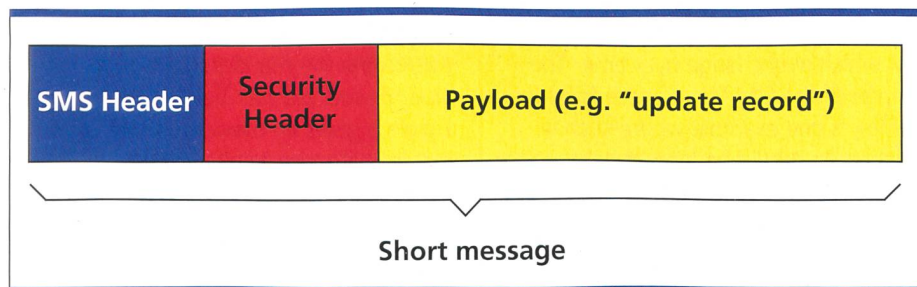 SMS Header
Security
Header
Payload (e.g. “update record”)
Short message